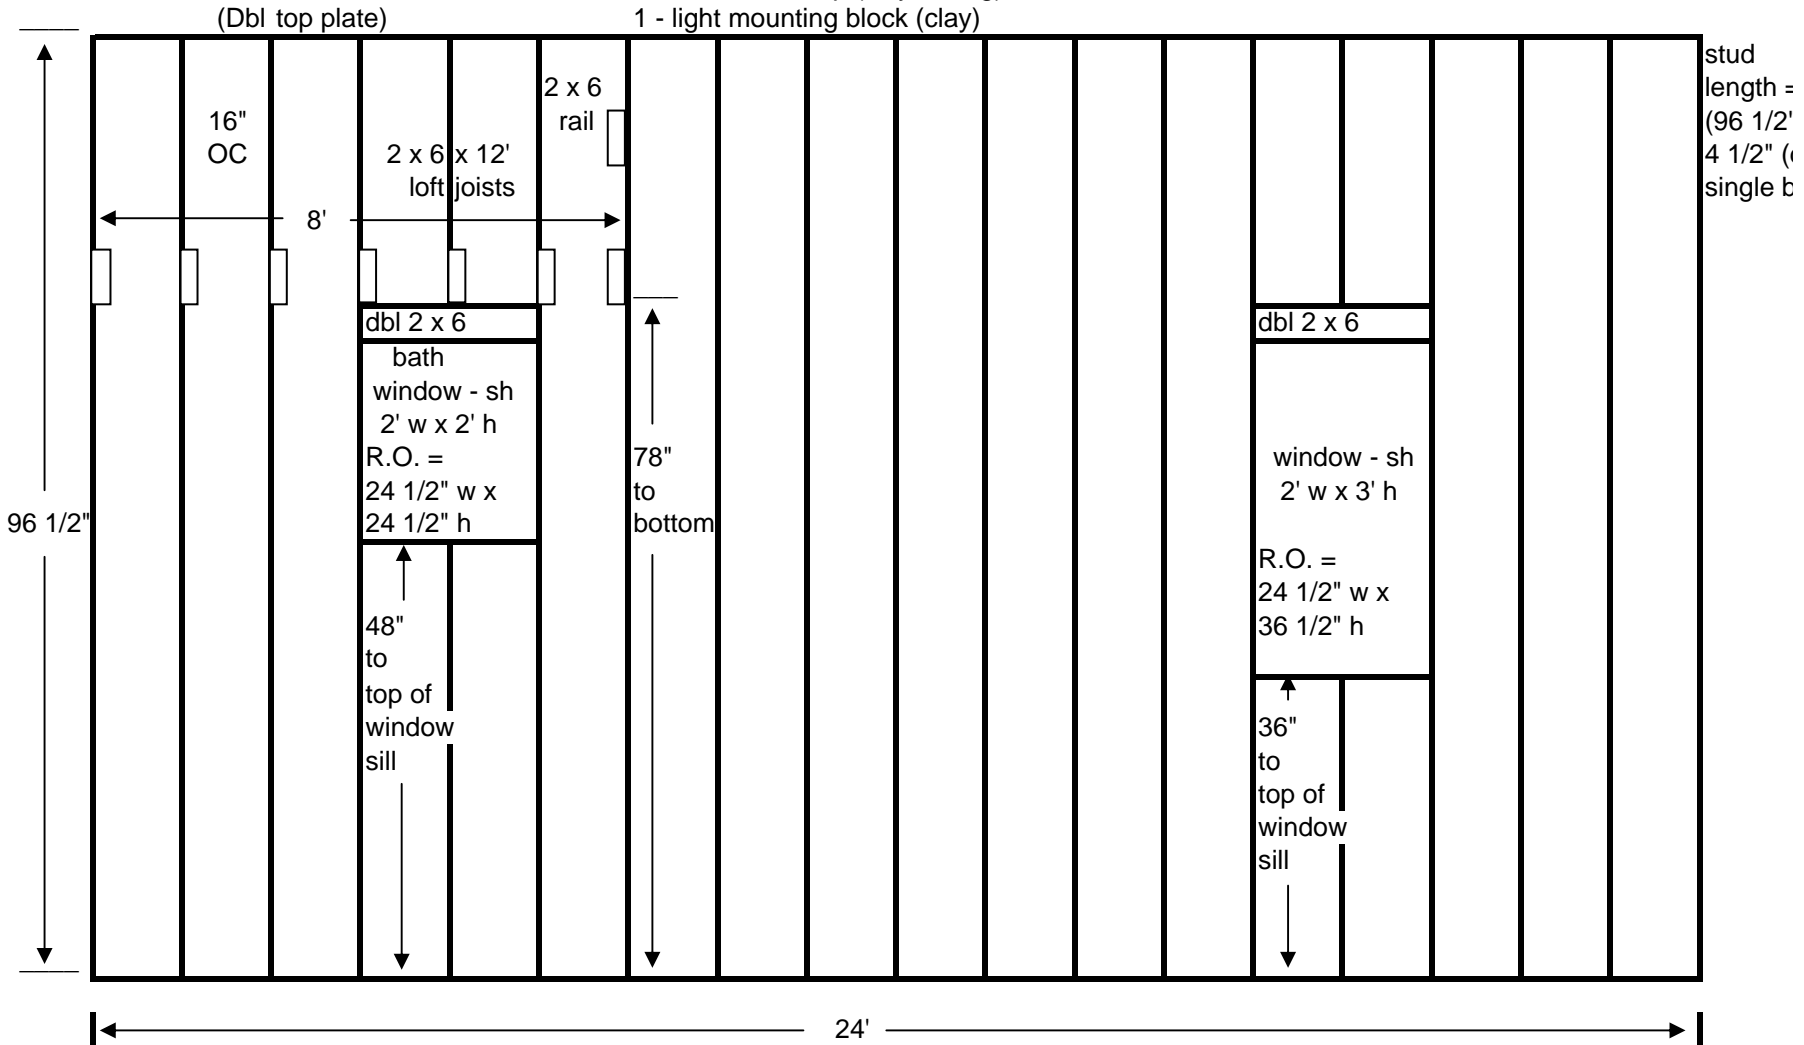 (Dbl top plate)
1 - light mounting block (clay)
stud
length =
(96 1/2"
4 1/2" (
single b
2 x 6
rail
16"
OC
2 x 6 x 12'
loft joists
8'
dbl 2 x 6
bath
window - sh
2' w x 2' h
R.O. =
24 1/2" w x
24 1/2" h
78"
to
bottom
96 1/2"
48"
to
top of
window
sill
dbl 2 x 6
window - sh
2' w x 3' h
R.O. =
24 1/2" w x
36 1/2" h
36"
to
top of
window
sill
24'